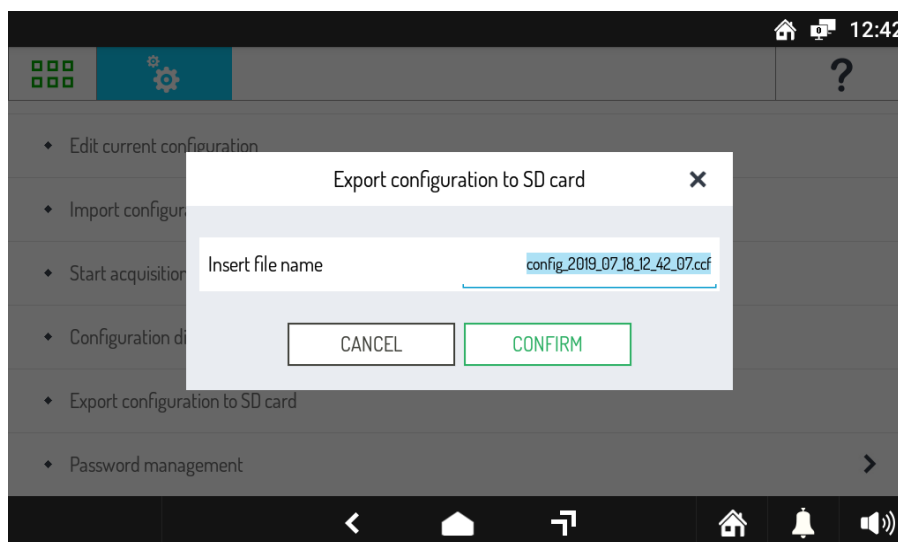 12:42
?
Edit current configuration
Export configuration to SD card
Import configur
Insert file name config_2019_07_18_12_42_07.ccf
Start acquisition
CANCEL CONFIRM
Configuration di
Export configuration to SD card
Password management